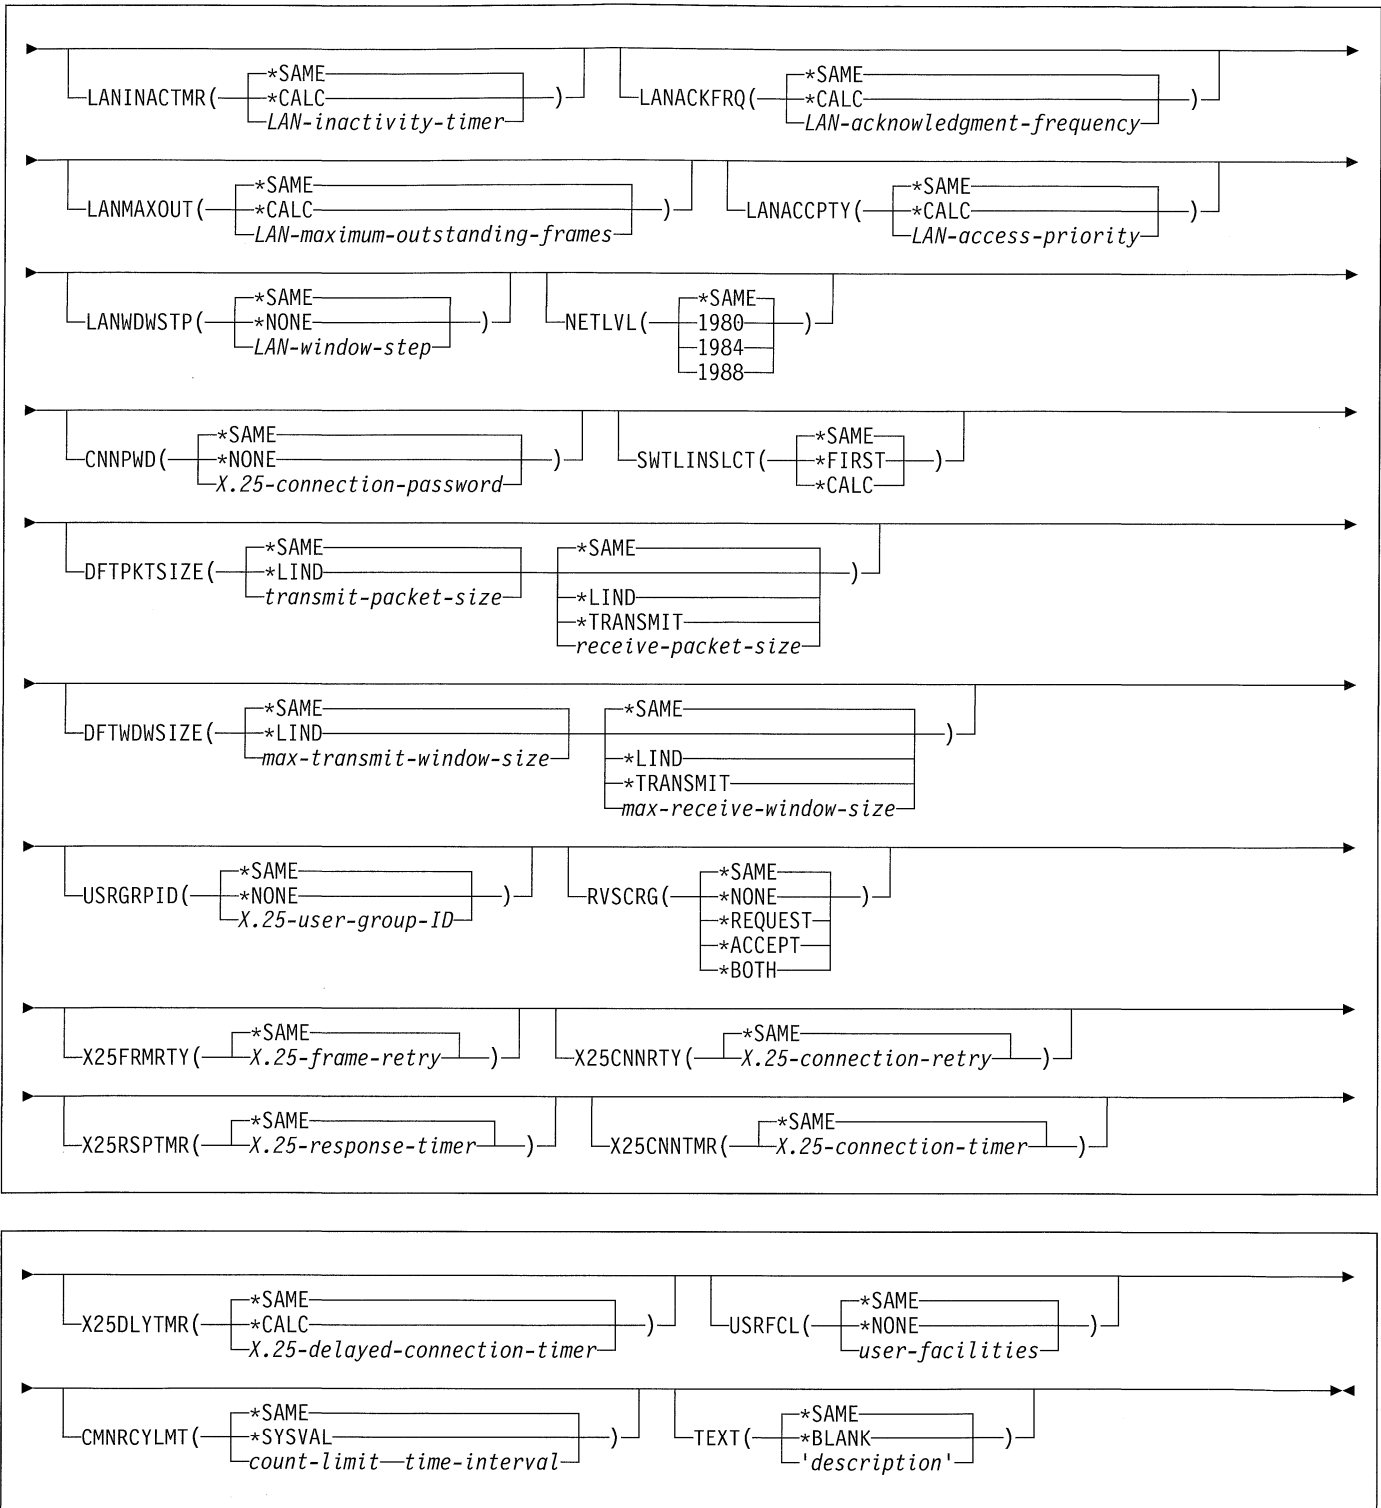 *SAME *SAME
LANINACTMR( *CALC ) LANACKFRQ( *CALC )
LAN-inactivity-timer LAN-acknowledgment-frequency
*SAME *SAME
LANMAXOUT( *CALC ) LANACCPTY( *CALC )
LAN-maximum-outstanding-frames LAN-access-priority
*SAME *SAME
LANWDWSTP( *NONE ) NETLVL( 1980 )
LAN-window-step 1984
1988
*SAME *SAME
CNNPWD( *NONE ) SWTLINSLCT( *FIRST )
X.25-connection-password *CALC
*SAME *SAME
DFTPKTSIZE( *LIND )
transmit-packet-size *LIND
*TRANSMIT
receive-packet-size
*SAME *SAME
DFTWDWSIZE( *LIND )
max-transmit-window-size *LIND
*TRANSMIT
max-receive-window-size
*SAME *SAME
USRGRPID( *NONE ) RVSCRG( *NONE )
X.25-user-group-ID *REQUEST
*ACCEPT
*BOTH
*SAME *SAME
X25FRMRTY( X.25-frame-retry ) X25CNNRTY( X.25-connection-retry )
*SAME *SAME
X25RSPTMR( X.25-response-timer ) X25CNNTMR( X.25-connection-timer )
*SAME *SAME
X25DLYTMR( *CALC ) USRFCL( *NONE )
X.25-delayed-connection-timer user-facilities
*SAME *SAME
CMNRCYLMT( *SYSVAL ) TEXT( *BLANK )
count-limit time-interval 'description'